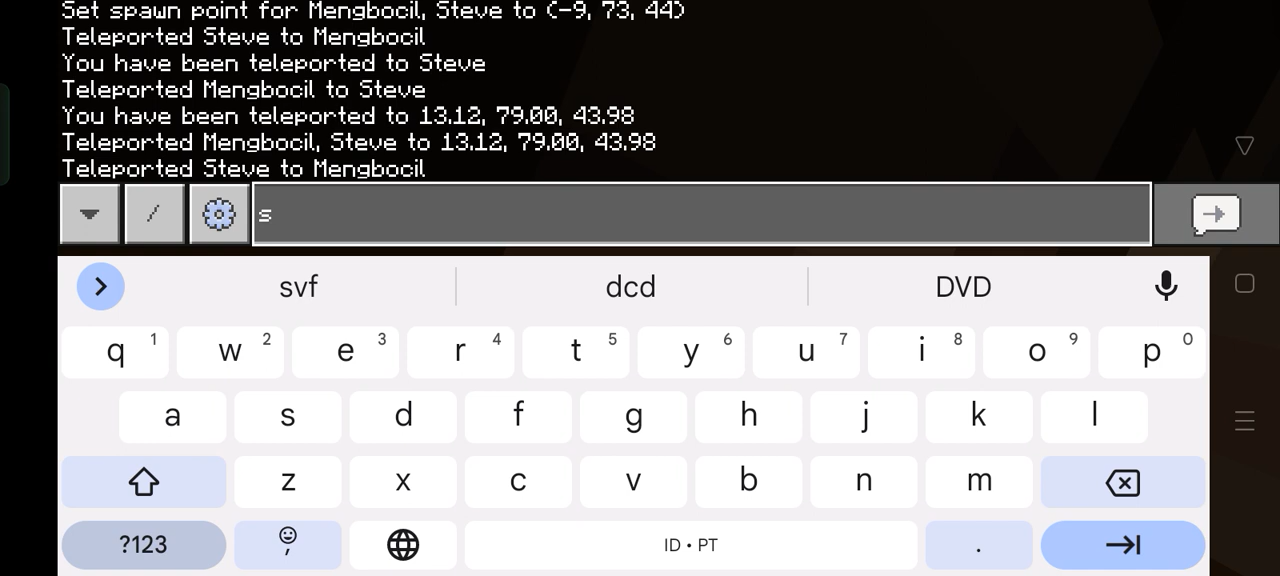 Set spawn point for Mengbocil, Steve to (-9, 73, 44)
Teleported Steve to Mengbocil
You have been teleported to Steve
Teleported Mengbocil to Steve
You have been teleported to 13.12, 79.00, 43.98
Teleported Mengbocil, Steve to 13.12, 79.00, 43.98
Teleported Steve to Mengbocil
/ s
svf dcd DVD
q 1 w 2 e 3 r 4 t 5 y 6 u 7 i 8 o 9 p 0
a s d f g h j k l
z x c v b n m
?123 , ID • PT .